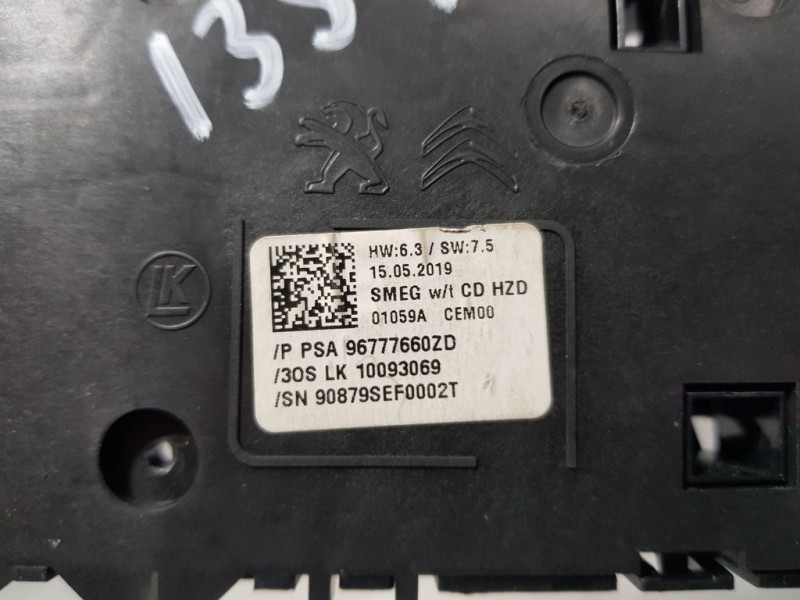 HW:6.3 / SW:7.5
15.05.2019
SMEG w/t CD HZD
01059A CEM00
/P PSA 96777660ZD
/3OS LK 10093069
/SN 90879SEF0002T
LK